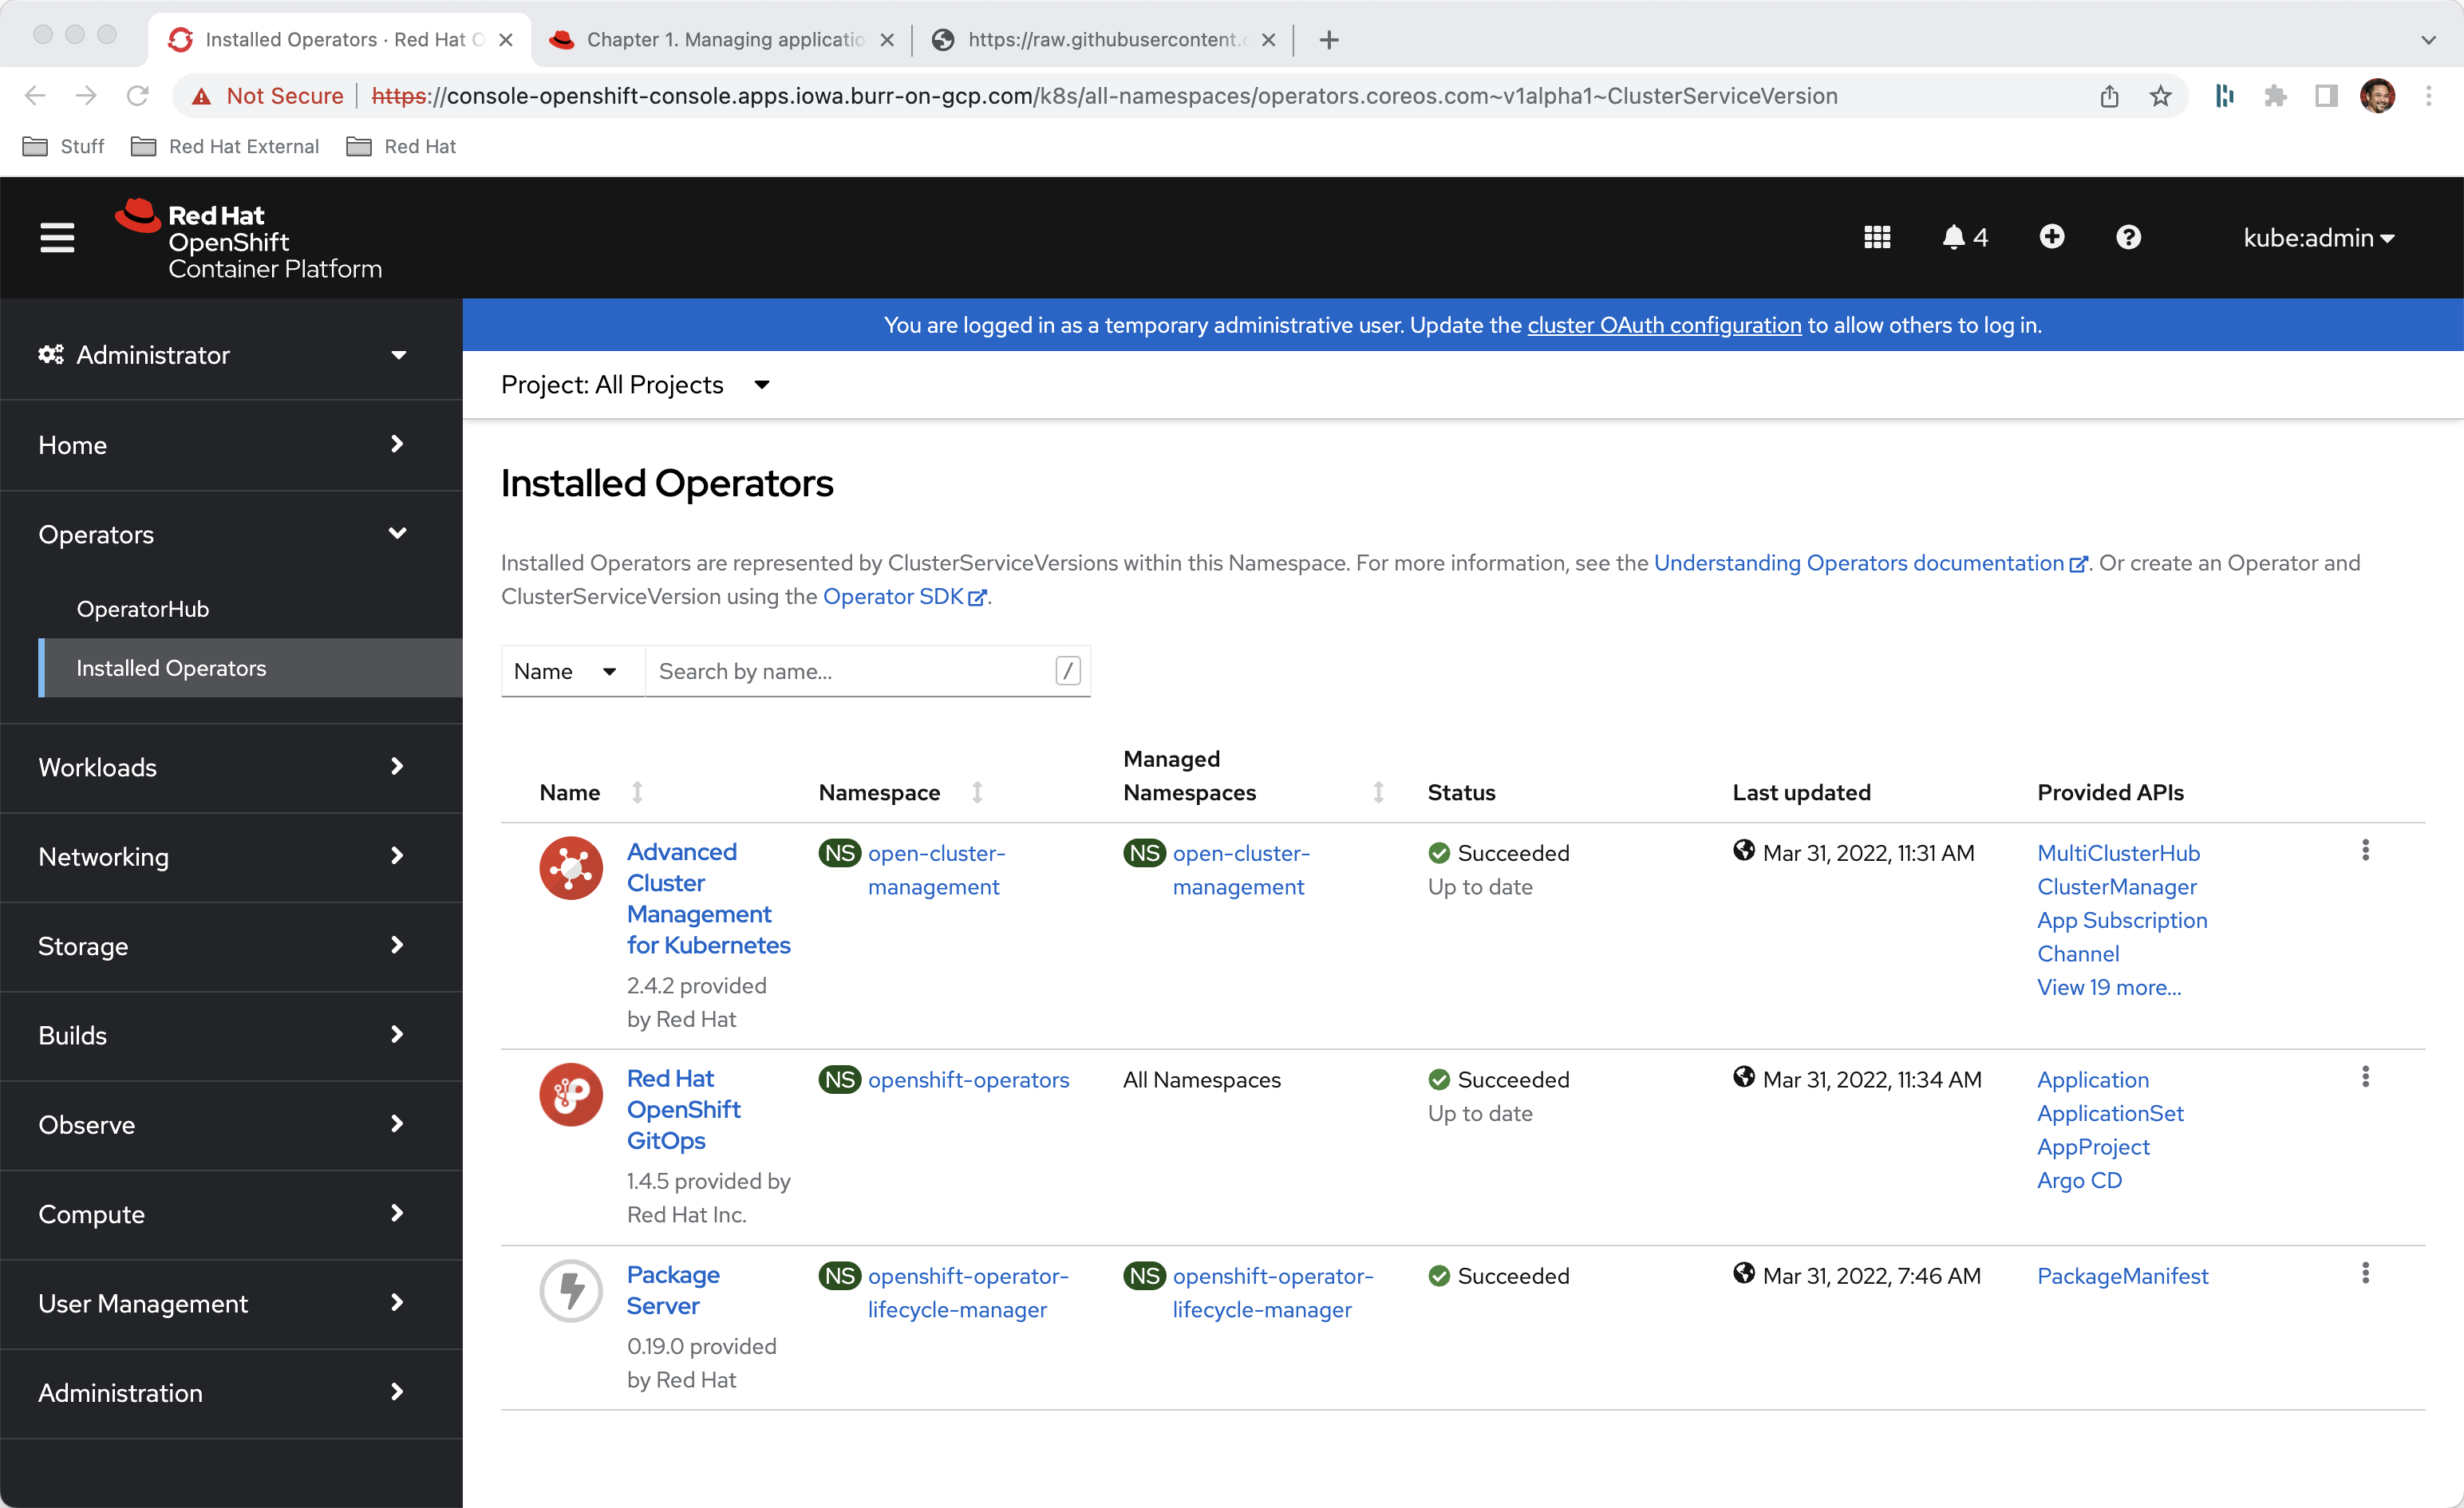 Installed Operators · Red Hat O
Chapter 1. Managing applicatio
https://raw.githubusercontent.c
Not Secure
https://console-openshift-console.apps.iowa.burr-on-gcp.com/k8s/all-namespaces/operators.coreos.com~v1alpha1~ClusterServiceVersion
Stuff
Red Hat External
Red Hat
Red Hat
OpenShift
Container Platform
4
kube:admin
You are logged in as a temporary administrative user. Update the cluster OAuth configuration to allow others to log in.
Administrator
Home
Operators
OperatorHub
Installed Operators
Workloads
Networking
Storage
Builds
Observe
Compute
User Management
Administration
Project: All Projects
Installed Operators
Installed Operators are represented by ClusterServiceVersions within this Namespace. For more information, see the Understanding Operators documentation. Or create an Operator and
ClusterServiceVersion using the Operator SDK.
Name
Search by name...
/
Name
Namespace
Managed
Namespaces
Status
Last updated
Provided APIs
Advanced
Cluster
Management
for Kubernetes
2.4.2 provided
by Red Hat
NS open-cluster-
management
NS open-cluster-
management
Succeeded
Up to date
Mar 31, 2022, 11:31 AM
MultiClusterHub
ClusterManager
App Subscription
Channel
View 19 more...
Red Hat
OpenShift
GitOps
1.4.5 provided by
Red Hat Inc.
NS openshift-operators
All Namespaces
Succeeded
Up to date
Mar 31, 2022, 11:34 AM
Application
ApplicationSet
AppProject
Argo CD
Package
Server
0.19.0 provided
by Red Hat
NS openshift-operator-
lifecycle-manager
NS openshift-operator-
lifecycle-manager
Succeeded
Mar 31, 2022, 7:46 AM
PackageManifest